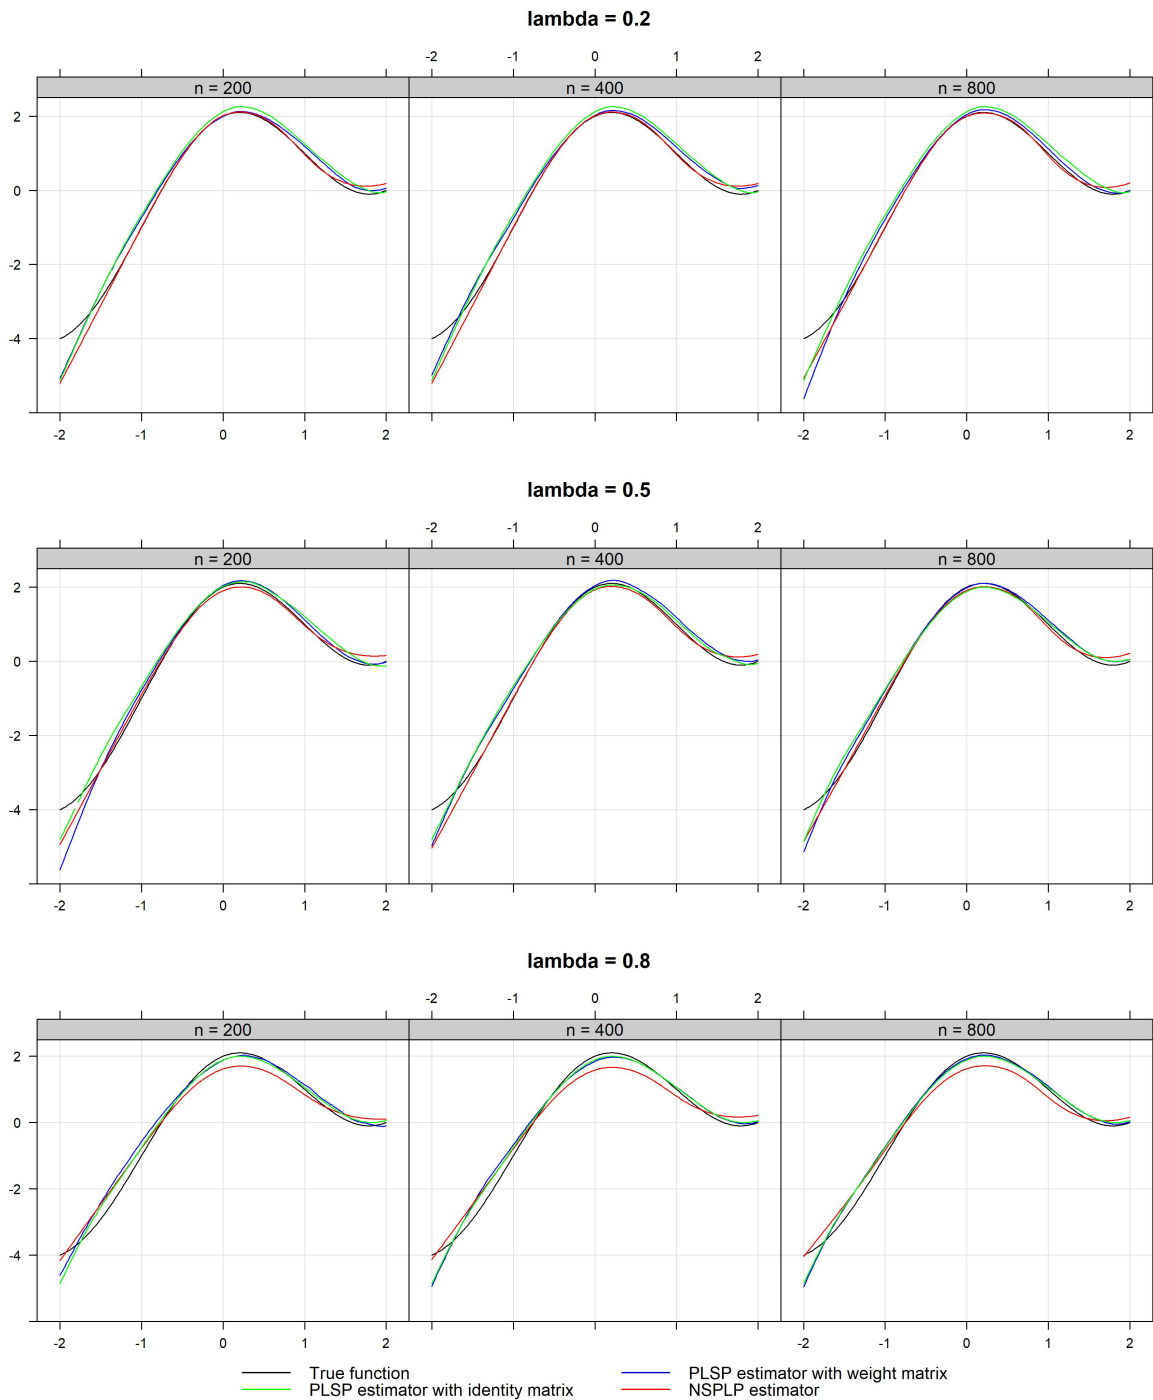 lambda = 0.2
-2 -1 0 1 2
n = 200 n = 400 n = 800
2
0
-2
-4
-2 -1 0 1 2 -2 -1 0 1 2
lambda = 0.5
-2 -1 0 1 2
n = 200 n = 400 n = 800
2
0
-2
-4
-2 -1 0 1 2 -2 -1 0 1 2
lambda = 0.8
-2 -1 0 1 2
n = 200 n = 400 n = 800
2
0
-2
-4
-2 -1 0 1 2 -2 -1 0 1 2
True function PLSP estimator with weight matrix
PLSP estimator with identity matrix NSPLP estimator